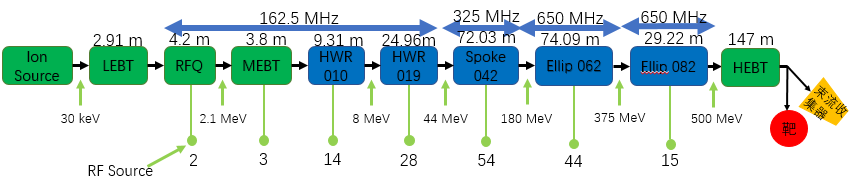 162.5 MHz
325 MHz
650 MHz
650 MHz
2.91 m
4.2 m
3.8 m
9.31 m
24.96m
72.03 m
74.09 m
29.22 m
147 m
Ion
Source
LEBT
RFQ
MEBT
HWR
010
HWR
019
Spoke
042
Ellip 062
Ellip 082
HEBT
束流收
集器
靶
30 keV
2.1 MeV
8 MeV
44 MeV
180 MeV
375 MeV
500 MeV
RF Source
2
3
14
28
54
44
15